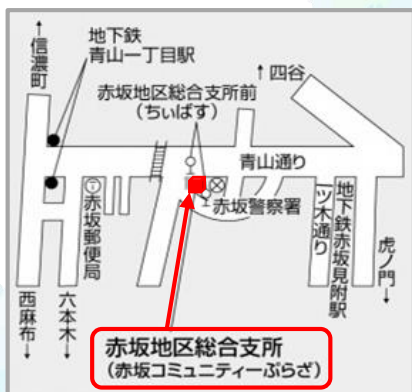 ↑信濃町
地下鉄
青山一丁目駅
赤坂地区総合支所前
(ちぃばす)
↑四谷
青山通り
〒
赤坂郵便局
赤坂警察署
一ツ木通り
地下鉄赤坂見附駅
虎ノ門↓
西麻布↓
六本木↓
赤坂地区総合支所
(赤坂コミュニティーぷらざ)